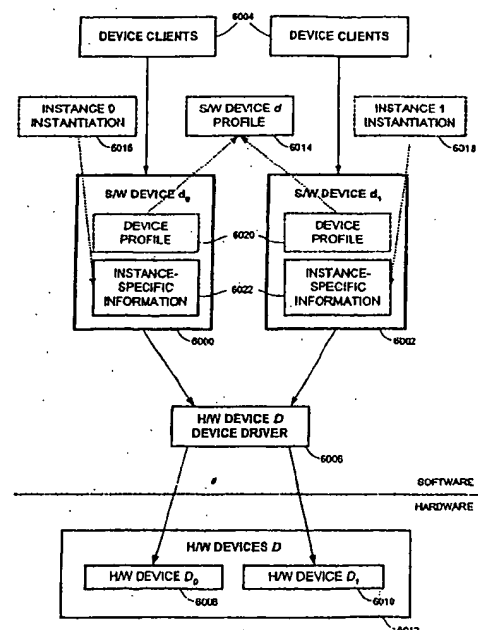 DEVICE CLIENTS
6004
DEVICE CLIENTS
INSTANCE 0
INSTANTIATION
6016
S/W DEVICE d
PROFILE
6014
INSTANCE 1
INSTANTIATION
6018
S/W DEVICE d0
S/W DEVICE d1
DEVICE
PROFILE
6020
DEVICE
PROFILE
INSTANCE-
SPECIFIC
INFORMATION
6022
INSTANCE-
SPECIFIC
INFORMATION
6000
6002
H/W DEVICE D
DEVICE DRIVER
6006
SOFTWARE
HARDWARE
H/W DEVICES D
H/W DEVICE D0
H/W DEVICE D1
6008
6010
6012